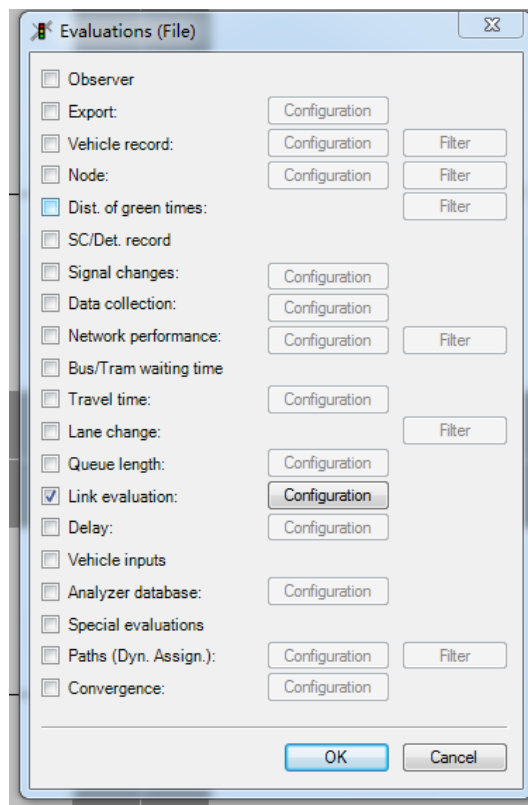 Evaluations (File)
Observer
Export: Configuration
Vehicle record: Configuration Filter
Node: Configuration Filter
Dist. of green times: Filter
SC/Det. record
Signal changes: Configuration
Data collection: Configuration
Network performance: Configuration Filter
Bus/Tram waiting time
Travel time: Configuration
Lane change: Filter
Queue length: Configuration
Link evaluation: Configuration
Delay: Configuration
Vehicle inputs
Analyzer database: Configuration
Special evaluations
Paths (Dyn. Assign.): Configuration Filter
Convergence: Configuration
OK Cancel